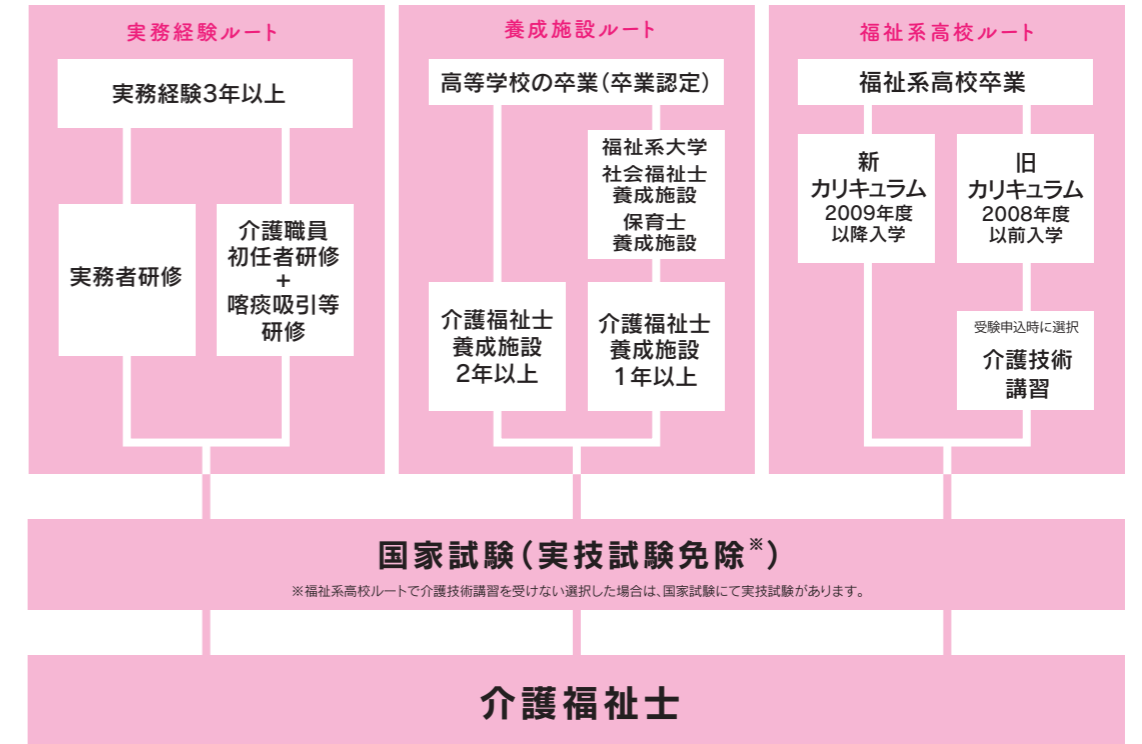 実務経験ルート
実務経験3年以上
実務者研修
介護職員
初任者研修
+
喀痰吸引等
研修
養成施設ルート
高等学校の卒業(卒業認定)
福祉系大学
社会福祉士
養成施設
保育士
養成施設
介護福祉士
養成施設
2年以上
介護福祉士
養成施設
1年以上
福祉系高校ルート
福祉系高校卒業
新
カリキュラム
2009年度
以降入学
旧
カリキュラム
2008年度
以前入学
受験申込時に選択
介護技術
講習
国家試験(実技試験免除※)
※福祉系高校ルートで介護技術講習を受けない選択した場合は、国家試験にて実技試験があります。
介護福祉士